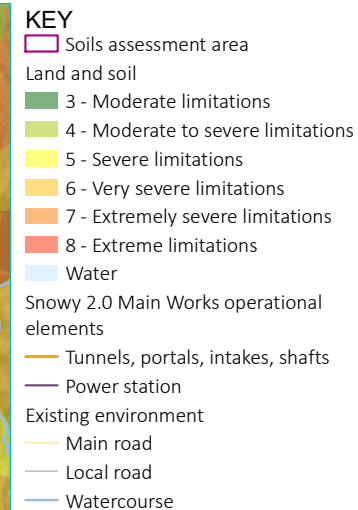 KEY
Soils assessment area
Land and soil
3 - Moderate limitations
4 - Moderate to severe limitations
5 - Severe limitations
6 - Very severe limitations
7 - Extremely severe limitations
8 - Extreme limitations
Water
Snowy 2.0 Main Works operational
elements
Tunnels, portals, intakes, shafts
Power station
Existing environment
Main road
Local road
Watercourse